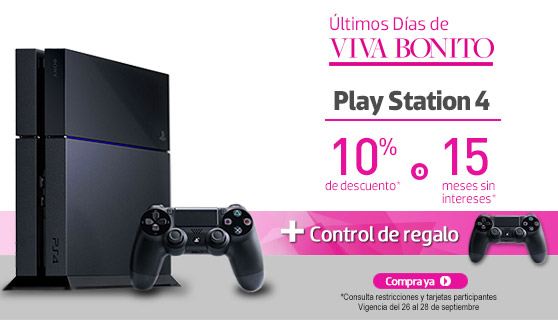 Últimos Días de
VIVA BONITO
Play Station 4
10% o 15
de descuento* meses sin
intereses*
+ Control de regalo
Compra ya
*Consulta restricciones y tarjetas participantes
Vigencia del 26 al 28 de septiembre
SONY
PS4